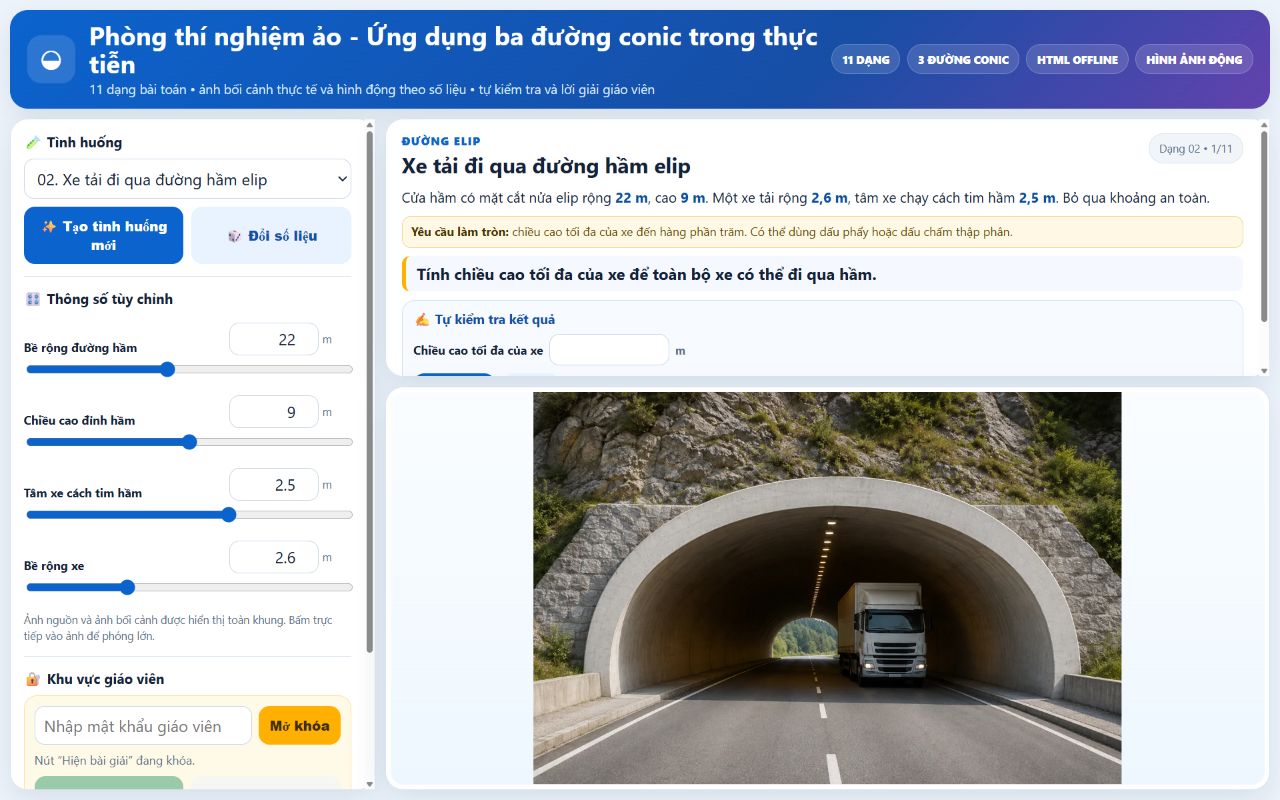 Phòng thí nghiệm ảo - Ứng dụng ba đường conic trong thực
tiễn
11 dạng bài toán • ảnh bối cảnh thực tế và hình động theo số liệu • tự kiểm tra và lời giải giáo viên
11 DẠNG
3 ĐƯỜNG CONIC
HTML OFFLINE
HÌNH ẢNH ĐỘNG
🧪 Tình huống
02. Xe tải đi qua đường hầm elip
✨ Tạo tình huống
mới
🎲 Đổi số liệu
🎛️ Thông số tùy chỉnh
Bề rộng đường hầm
22 m
Chiều cao đỉnh hầm
9 m
Tâm xe cách tim hầm
2.5 m
Bề rộng xe
2.6 m
Ảnh nguồn và ảnh bối cảnh được hiển thị toàn khung. Bấm trực
tiếp vào ảnh để phóng lớn.
🔐 Khu vực giáo viên
Nhập mật khẩu giáo viên
Mở khóa
Nút “Hiện bài giải” đang khóa.
ĐƯỜNG ELIP
Xe tải đi qua đường hầm elip
Dạng 02 • 1/11
Cửa hầm có mặt cắt nửa elip rộng 22 m, cao 9 m. Một xe tải rộng 2,6 m, tâm xe chạy cách tim hầm 2,5 m. Bỏ qua khoảng an toàn.
Yêu cầu làm tròn: chiều cao tối đa của xe đến hàng phần trăm. Có thể dùng dấu phẩy hoặc dấu chấm thập phân.
Tính chiều cao tối đa của xe để toàn bộ xe có thể đi qua hầm.
✍️ Tự kiểm tra kết quả
Chiều cao tối đa của xe
m